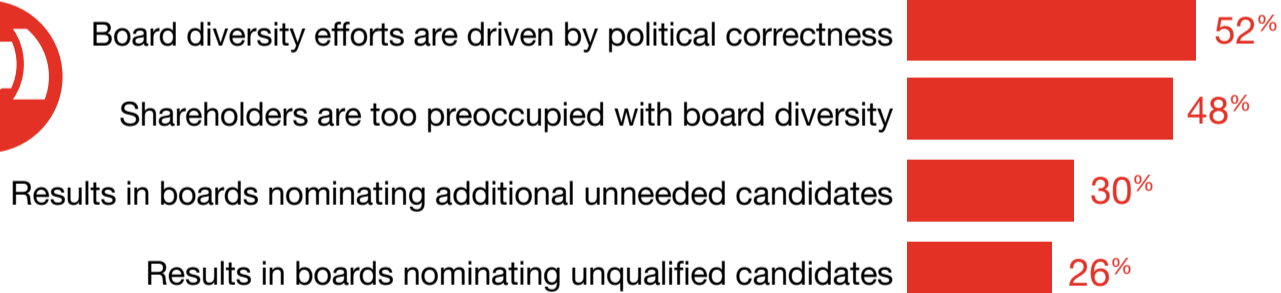 Board diversity efforts are driven by political correctness 52%
Shareholders are too preoccupied with board diversity 48%
Results in boards nominating additional unneeded candidates 30%
Results in boards nominating unqualified candidates 26%